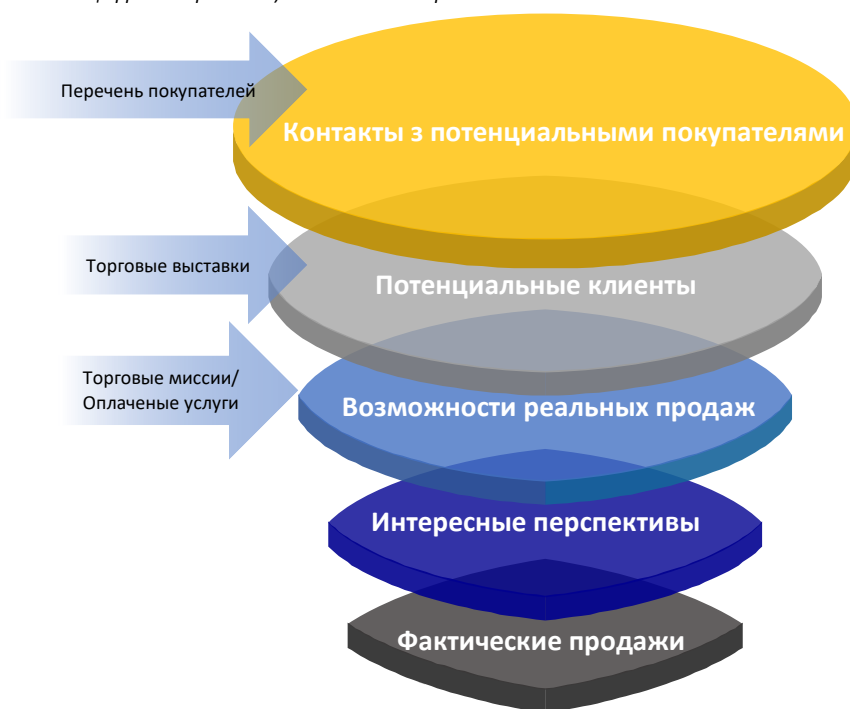 Перечень покупателей
Контакты з потенциальными покупателями
Торговые выставки
Потенциальные клиенты
Торговые миссии/
Оплаченые услуги
Возможности реальных продаж
Интересные перспективы
Фактические продажи